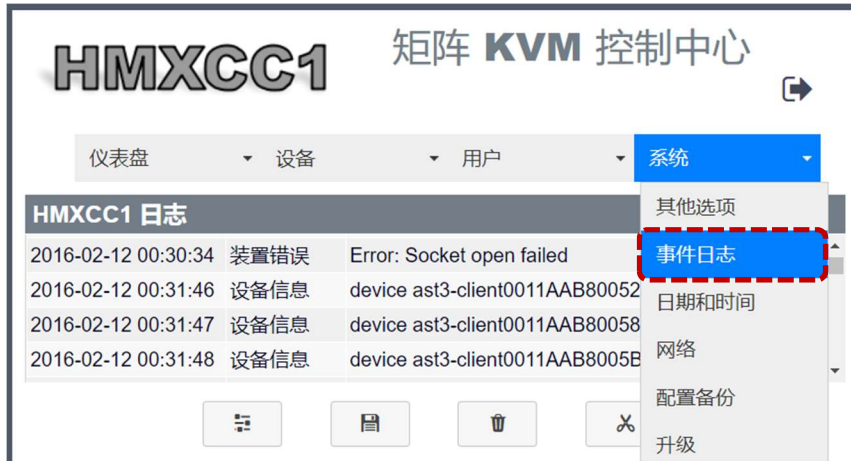 HMXCC1
矩阵 KVM 控制中心
仪表盘 设备 用户 系统
其他选项
事件日志
日期和时间
网络
配置备份
升级
HMXCC1 日志
2016-02-12 00:30:34 装置错误 Error: Socket open failed
2016-02-12 00:31:46 设备信息 device ast3-client0011AAB80052
2016-02-12 00:31:47 设备信息 device ast3-client0011AAB80058
2016-02-12 00:31:48 设备信息 device ast3-client0011AAB8005B